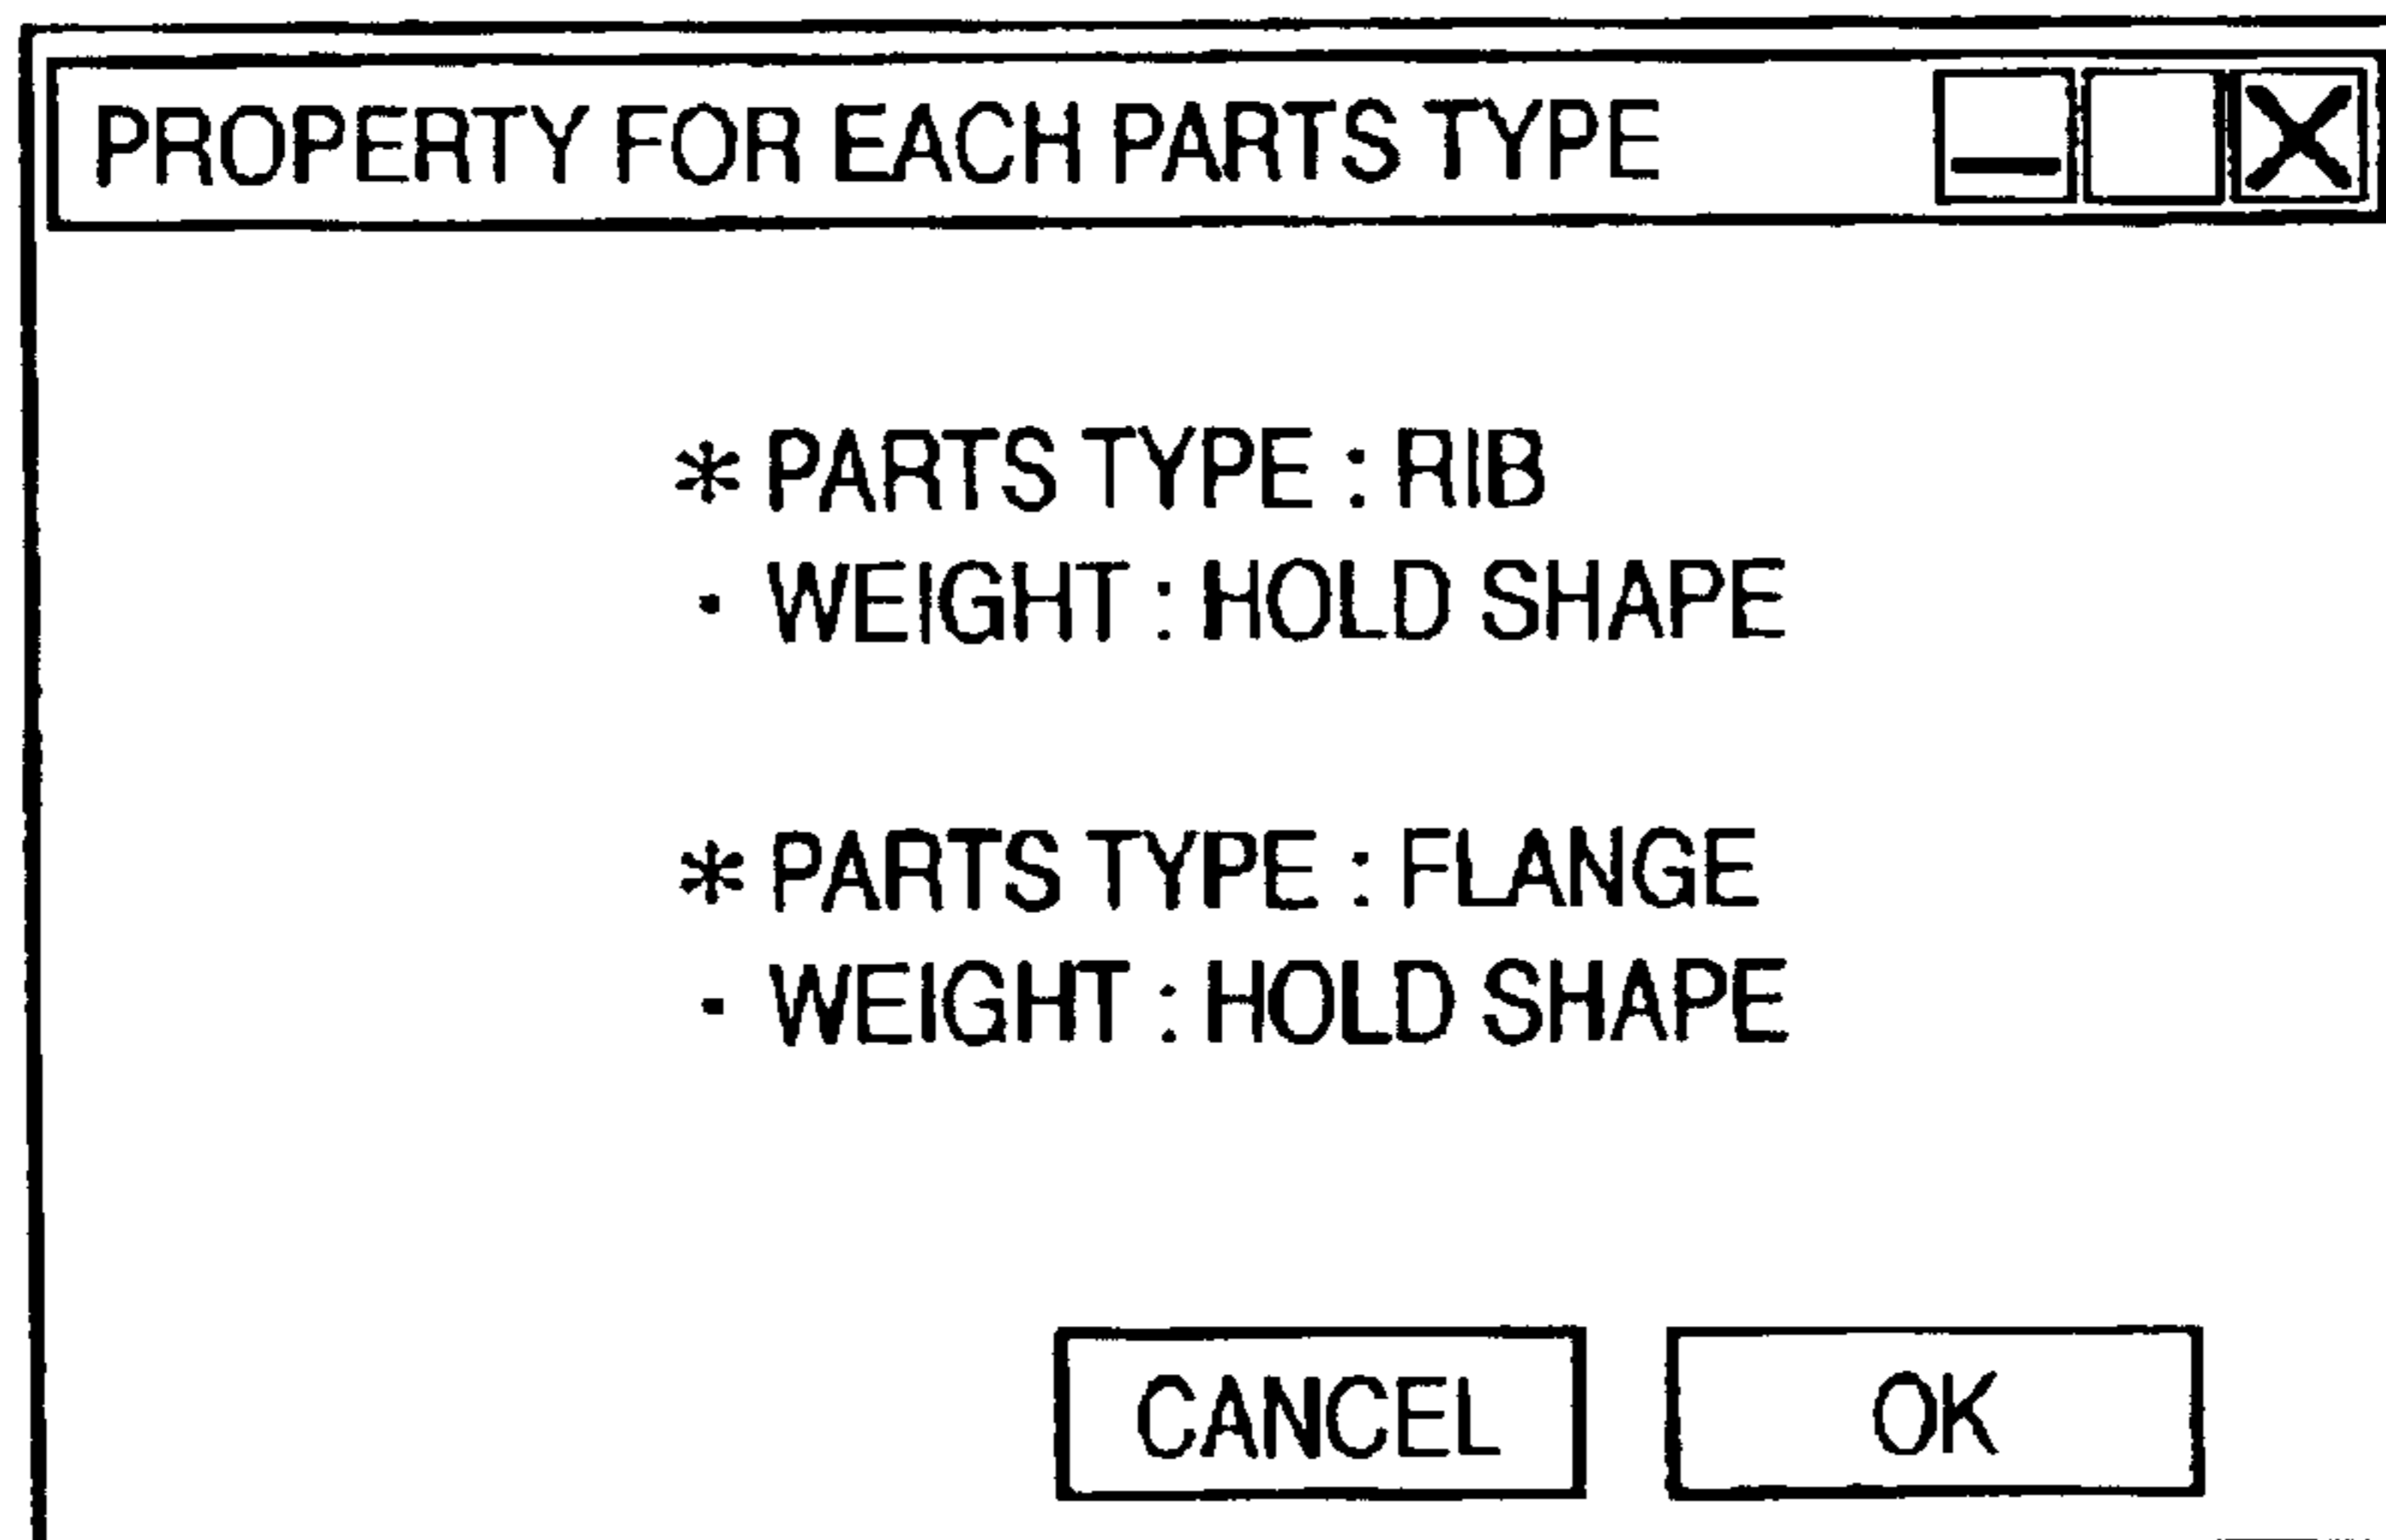 PROPERTY FOR EACH PARTS TYPE
* PARTS TYPE : RIB
· WEIGHT : HOLD SHAPE
* PARTS TYPE : FLANGE
· WEIGHT : HOLD SHAPE
CANCEL OK